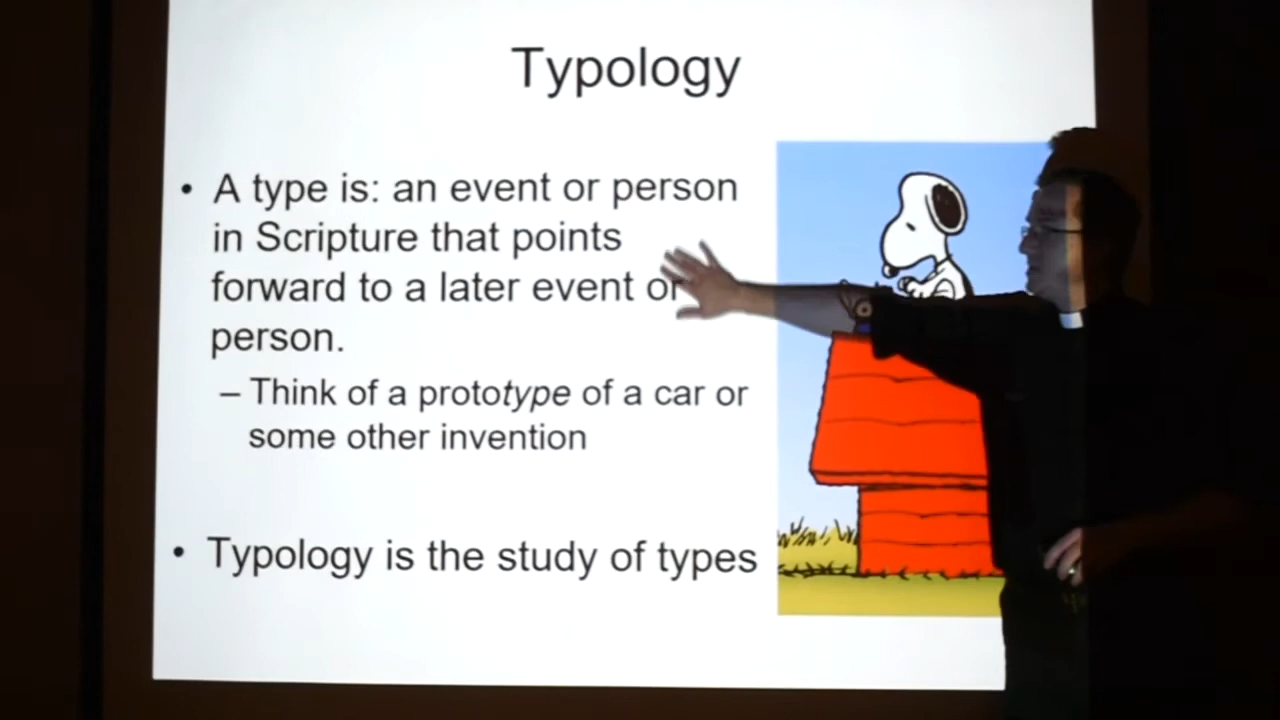 Typology
• A type is: an event or person
in Scripture that points
forward to a later event or
person.
– Think of a prototype of a car or
some other invention
• Typology is the study of types